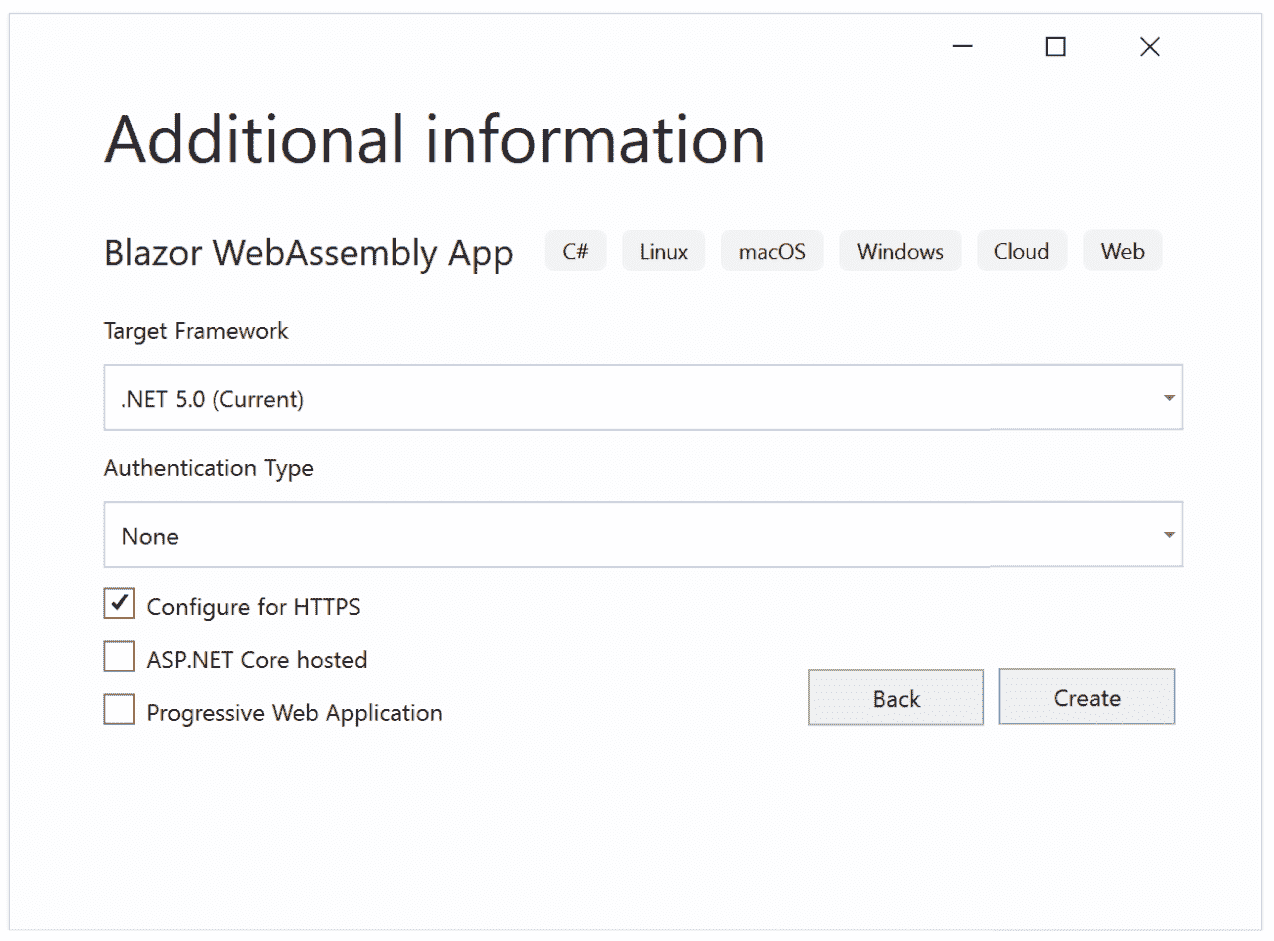 Additional information
Blazor WebAssembly App C# Linux macOS Windows Cloud Web
Target Framework
.NET 5.0 (Current)
Authentication Type
None
Configure for HTTPS
ASP.NET Core hosted
Progressive Web Application
Back Create